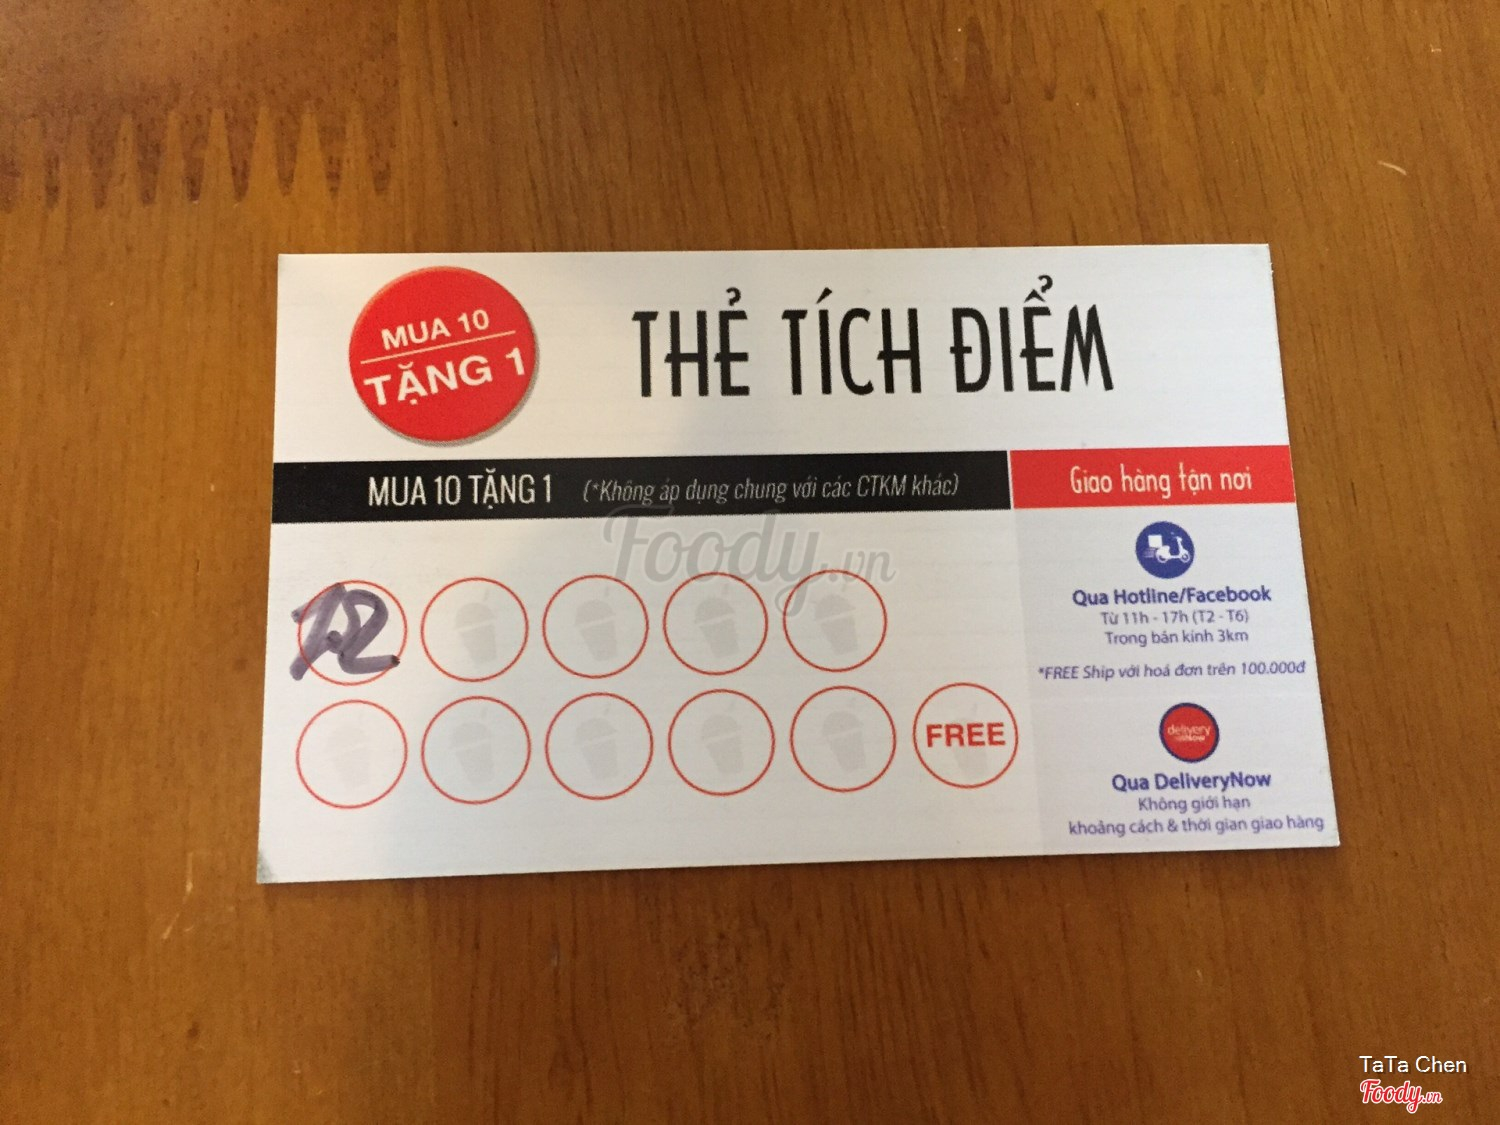 MUA 10
TẶNG 1
THẺ TÍCH ĐIỂM
MUA 10 TẶNG 1 (*Không áp dụng chung với các CTKM khác)
Giao hàng tận nơi
Foody.vn
Qua Hotline/Facebook
Từ 11h - 17h (T2 - T6)
Trong bán kính 3km
*FREE Ship với hoá đơn trên 100.000đ
FREE
delivery
now
Qua DeliveryNow
Không giới hạn
khoảng cách & thời gian giao hàng
TaTa Chen
Foody.vn